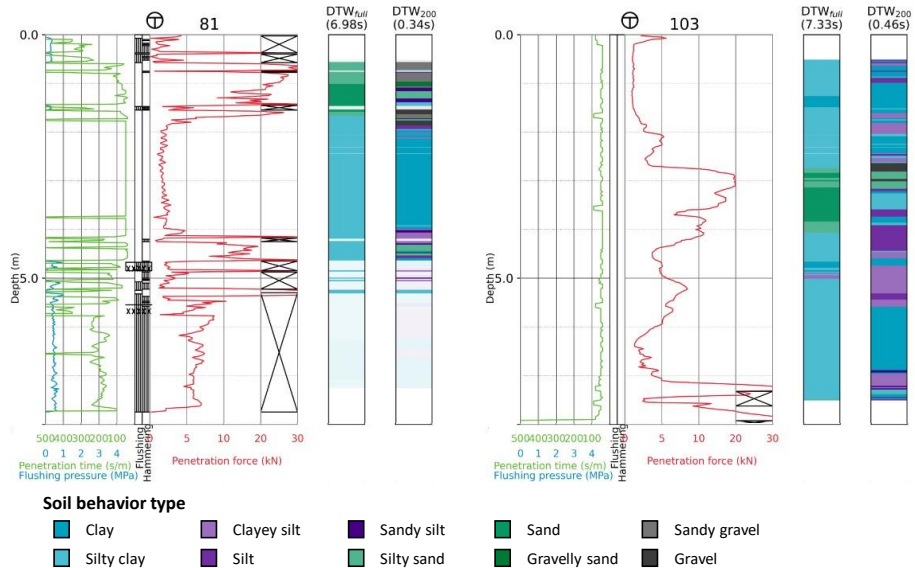 DTWfull
(6.98s)
DTW200
(0.34s)
DTWfull
(7.33s)
DTW200
(0.46s)
T
81
T
103
0.0
0.0
Depth (m)
5.0
Depth (m)
5.0
500400300200100
Penetration time (s/m)
0 1 2 3 4
Flushing pressure (MPa)
Flushing
Hammering
0 5 10 20 30
Penetration force (kN)
500400300200100
Penetration time (s/m)
0 1 2 3 4
Flushing pressure (MPa)
Flushing
Hammering
0 5 10 20 30
Penetration force (kN)
Soil behavior type
Clay
Clayey silt
Sandy silt
Sand
Sandy gravel
Silty clay
Silt
Silty sand
Gravelly sand
Gravel